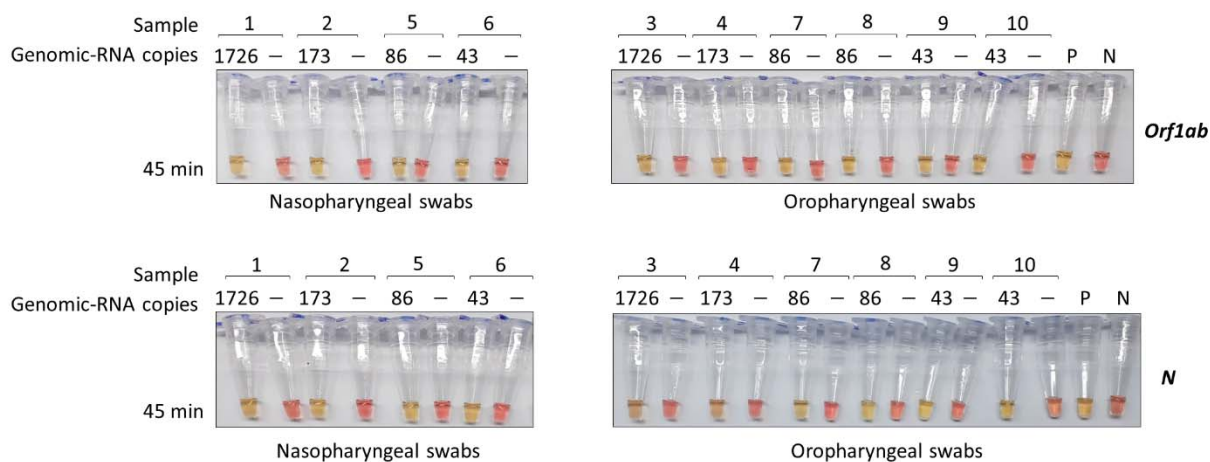 Sample 1 2 5 6
Genomic-RNA copies 1726 – 173 – 86 – 43 –
45 min
Nasopharyngeal swabs
3 4 7 8 9 10
1726 – 173 – 86 – 86 – 43 – 43 – P N
Orf1ab
Oropharyngeal swabs
Sample 1 2 5 6
Genomic-RNA copies 1726 – 173 – 86 – 43 –
45 min
Nasopharyngeal swabs
3 4 7 8 9 10
1726 – 173 – 86 – 86 – 43 – 43 – P N
N
Oropharyngeal swabs